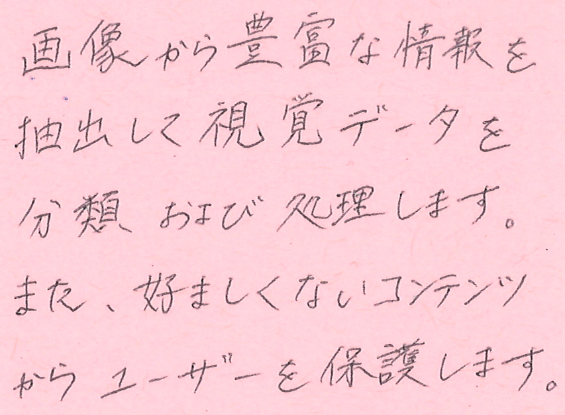 画像から豊富な情報を
抽出して視覚データを
分類および処理します。
また、好ましくないコンテンツ
からユーザーを保護します。